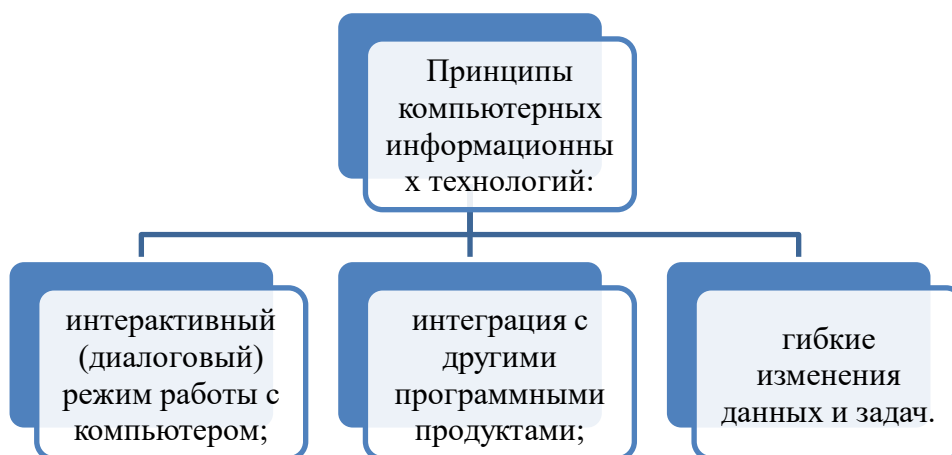 Принципы
компьютерных
информационны
х технологий:
интерактивный
(диалоговый)
режим работы с
компьютером;
интеграция с
другими
программными
продуктами;
гибкие
изменения
данных и задач.